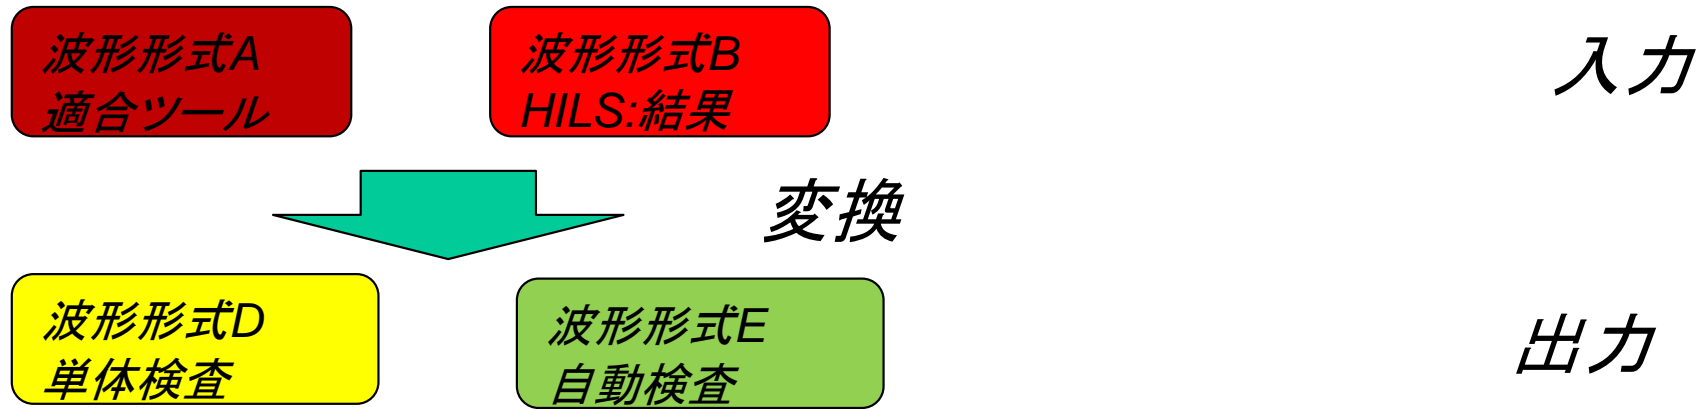 波形形式A
適合ツール
波形形式B
HILS:結果
入力
変換
波形形式D
単体検査
波形形式E
自動検査
出力